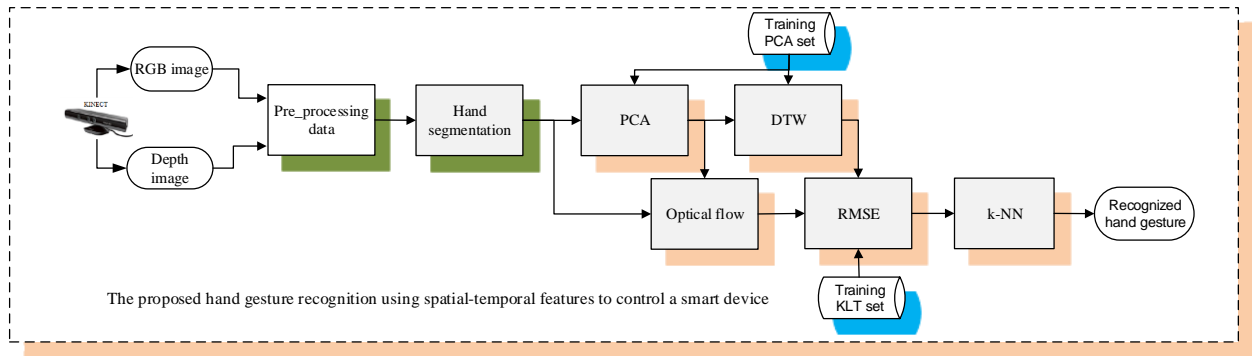 Training
PCA set
RGB image
KINECT
Pre_processing
data
Hand
segmentation
PCA
DTW
Depth
image
Optical flow
RMSE
k-NN
Recognized
hand gesture
The proposed hand gesture recognition using spatial-temporal features to control a smart device
Training
KLT set